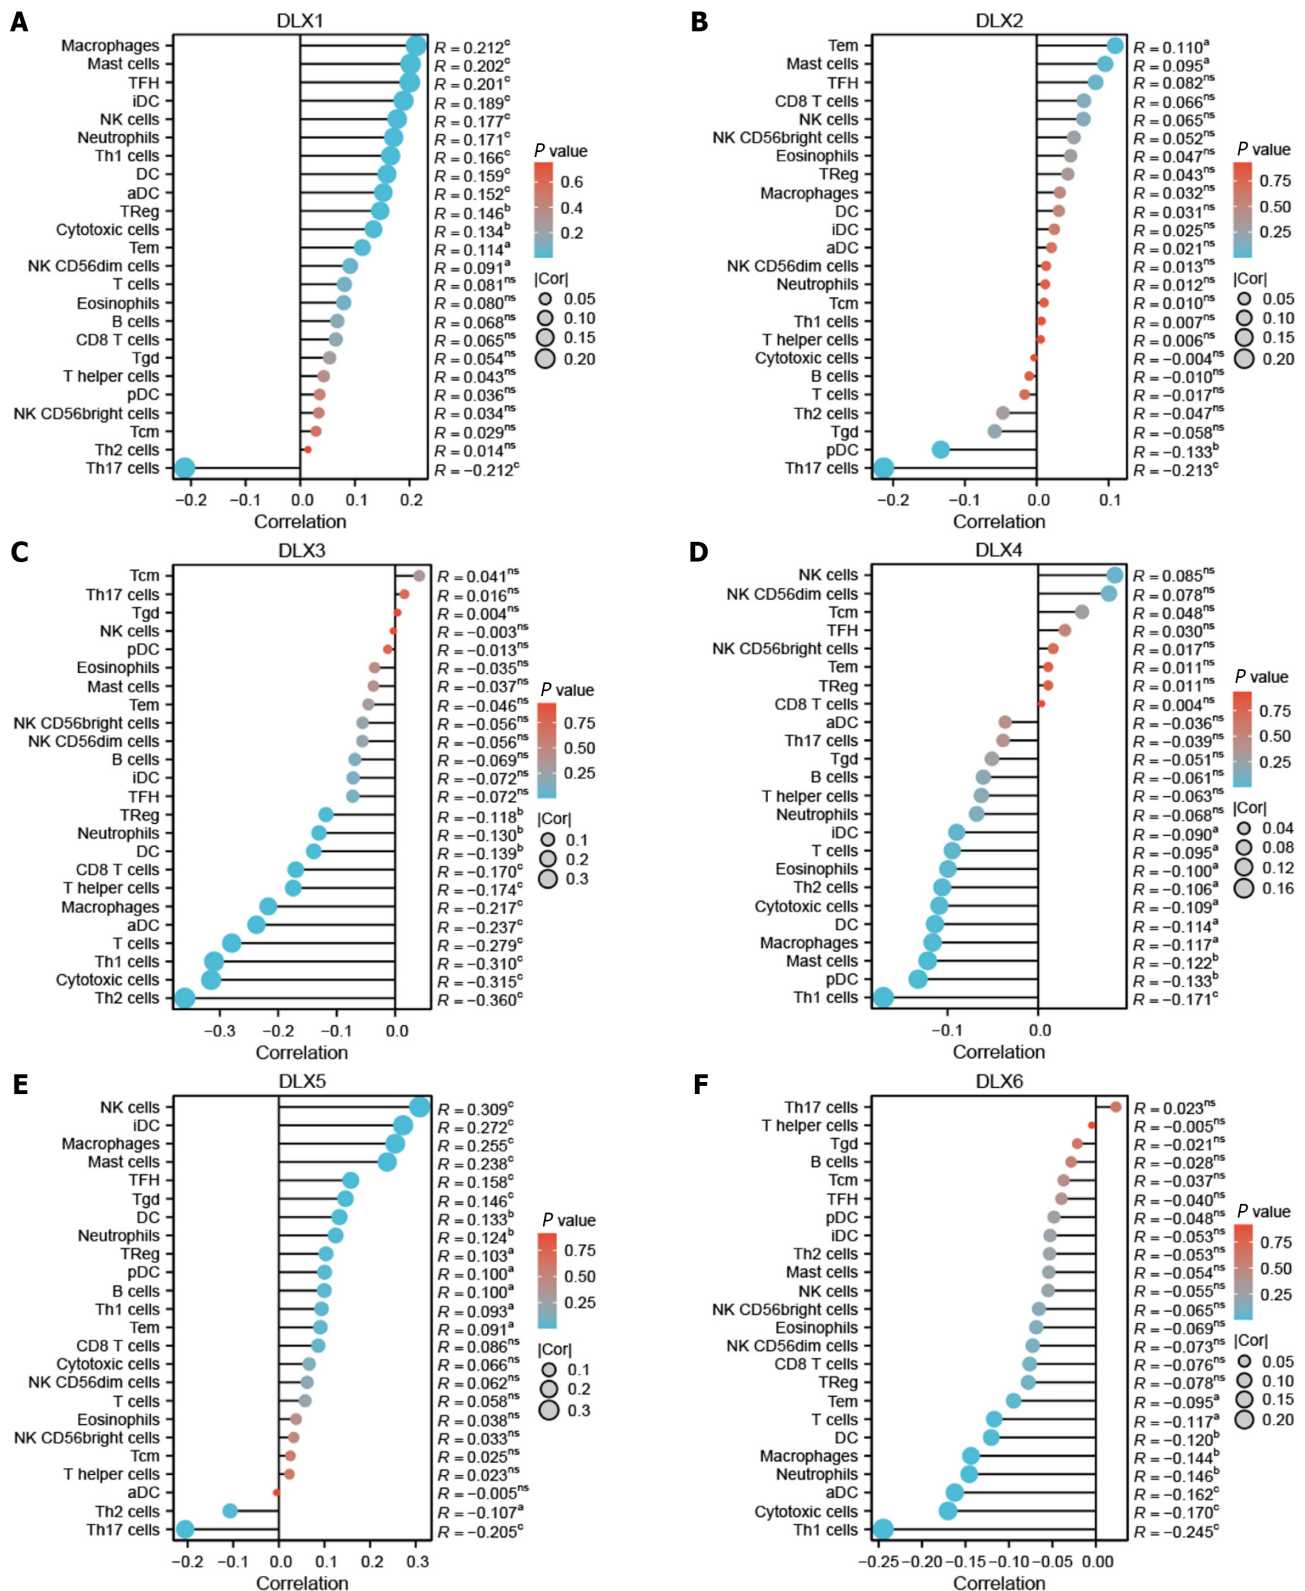 A
DLX1
Macrophages R = 0.212c
Mast cells R = 0.202c
TFH R = 0.201c
iDC R = 0.189c
NK cells R = 0.177c
Neutrophils R = 0.171c
Th1 cells R = 0.166c
DC R = 0.159c
aDC R = 0.152c
TReg R = 0.146b
Cytotoxic cells R = 0.134b
Tem R = 0.114a
NK CD56dim cells R = 0.091a
T cells R = 0.081ns
Eosinophils R = 0.080ns
B cells R = 0.068ns
CD8 T cells R = 0.065ns
Tgd R = 0.054ns
T helper cells R = 0.043ns
pDC R = 0.036ns
NK CD56bright cells R = 0.034ns
Tcm R = 0.029ns
Th2 cells R = 0.014ns
Th17 cells R = −0.212c
−0.2 −0.1 0.0 0.1 0.2
Correlation
P value
0.6
0.4
0.2
|Cor|
0.05
0.10
0.15
0.20
B
DLX2
Tem R = 0.110a
Mast cells R = 0.095a
TFH R = 0.082ns
CD8 T cells R = 0.066ns
NK cells R = 0.065ns
NK CD56bright cells R = 0.052ns
Eosinophils R = 0.047ns
TReg R = 0.043ns
Macrophages R = 0.032ns
DC R = 0.031ns
iDC R = 0.025ns
aDC R = 0.021ns
NK CD56dim cells R = 0.013ns
Neutrophils R = 0.012ns
Tcm R = 0.010ns
Th1 cells R = 0.007ns
T helper cells R = 0.006ns
Cytotoxic cells R = −0.004ns
B cells R = −0.010ns
T cells R = −0.017ns
Th2 cells R = −0.047ns
Tgd R = −0.058ns
pDC R = −0.133b
Th17 cells R = −0.213c
−0.2 −0.1 0.0 0.1
Correlation
P value
0.75
0.50
0.25
|Cor|
0.05
0.10
0.15
0.20
C
DLX3
Tcm R = 0.041ns
Th17 cells R = 0.016ns
Tgd R = 0.004ns
NK cells R = −0.003ns
pDC R = −0.013ns
Eosinophils R = −0.035ns
Mast cells R = −0.037ns
Tem R = −0.046ns
NK CD56bright cells R = −0.056ns
NK CD56dim cells R = −0.056ns
B cells R = −0.069ns
iDC R = −0.072ns
TFH R = −0.072ns
TReg R = −0.118b
Neutrophils R = −0.130b
DC R = −0.139b
CD8 T cells R = −0.170c
T helper cells R = −0.174c
Macrophages R = −0.217c
aDC R = −0.237c
T cells R = −0.279c
Th1 cells R = −0.310c
Cytotoxic cells R = −0.315c
Th2 cells R = −0.360c
−0.3 −0.2 −0.1 0.0
Correlation
P value
0.75
0.50
0.25
|Cor|
0.1
0.2
0.3
D
DLX4
NK cells R = 0.085ns
NK CD56dim cells R = 0.078ns
Tcm R = 0.048ns
TFH R = 0.030ns
NK CD56bright cells R = 0.017ns
Tem R = 0.011ns
TReg R = 0.011ns
CD8 T cells R = 0.004ns
aDC R = −0.036ns
Th17 cells R = −0.039ns
Tgd R = −0.051ns
B cells R = −0.061ns
T helper cells R = −0.063ns
Neutrophils R = −0.068ns
iDC R = −0.090a
T cells R = −0.095a
Eosinophils R = −0.100a
Th2 cells R = −0.106a
Cytotoxic cells R = −0.109a
DC R = −0.114a
Macrophages R = −0.117a
Mast cells R = −0.122b
pDC R = −0.133b
Th1 cells R = −0.171c
−0.1 0.0
Correlation
P value
0.75
0.50
0.25
|Cor|
0.04
0.08
0.12
0.16
E
DLX5
NK cells R = 0.309c
iDC R = 0.272c
Macrophages R = 0.255c
Mast cells R = 0.238c
TFH R = 0.158c
Tgd R = 0.146c
DC R = 0.133b
Neutrophils R = 0.124b
TReg R = 0.103a
pDC R = 0.100a
B cells R = 0.100a
Th1 cells R = 0.093a
Tem R = 0.091a
CD8 T cells R = 0.086ns
Cytotoxic cells R = 0.066ns
NK CD56dim cells R = 0.062ns
T cells R = 0.058ns
Eosinophils R = 0.038ns
NK CD56bright cells R = 0.033ns
Tcm R = 0.025ns
T helper cells R = 0.023ns
aDC R = −0.005ns
Th2 cells R = −0.107a
Th17 cells R = −0.205c
−0.2 −0.1 0.0 0.1 0.2 0.3
Correlation
P value
0.75
0.50
0.25
|Cor|
0.1
0.2
0.3
F
DLX6
Th17 cells R = 0.023ns
T helper cells R = −0.005ns
Tgd R = −0.021ns
B cells R = −0.028ns
Tcm R = −0.037ns
TFH R = −0.040ns
pDC R = −0.048ns
iDC R = −0.053ns
Th2 cells R = −0.053ns
Mast cells R = −0.054ns
NK cells R = −0.055ns
NK CD56bright cells R = −0.065ns
Eosinophils R = −0.069ns
NK CD56dim cells R = −0.073ns
CD8 T cells R = −0.076ns
TReg R = −0.078ns
Tem R = −0.095a
T cells R = −0.117a
DC R = −0.120b
Macrophages R = −0.144b
Neutrophils R = −0.146b
aDC R = −0.162c
Cytotoxic cells R = −0.170c
Th1 cells R = −0.245c
−0.25 −0.20 −0.15 −0.10 −0.05 0.00
Correlation
P value
0.75
0.50
0.25
|Cor|
0.05
0.10
0.15
0.20